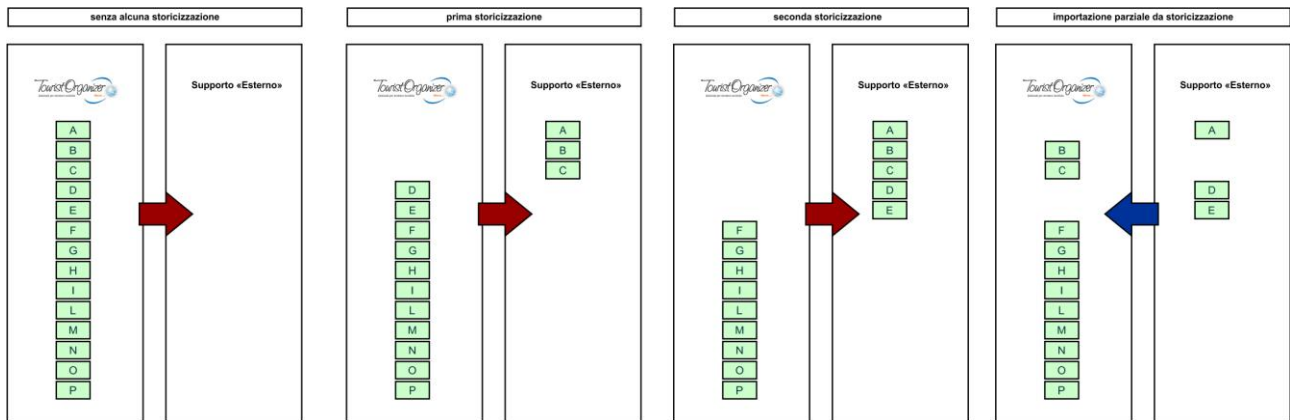 senza alcuna storicizzazione
prima storicizzazione
seconda storicizzazione
importazione parziale da storicizzazione
TouristOrganizer
Supporto «Esterno»
A
B
C
D
E
F
G
H
I
L
M
N
O
P
TouristOrganizer
Supporto «Esterno»
D
E
F
G
H
I
L
M
N
O
P
A
B
C
Supporto «Esterno»
F
G
H
I
L
M
N
O
P
A
B
C
D
E
TouristOrganizer
Supporto «Esterno»
B
C
F
G
H
I
L
M
N
O
P
A
D
E